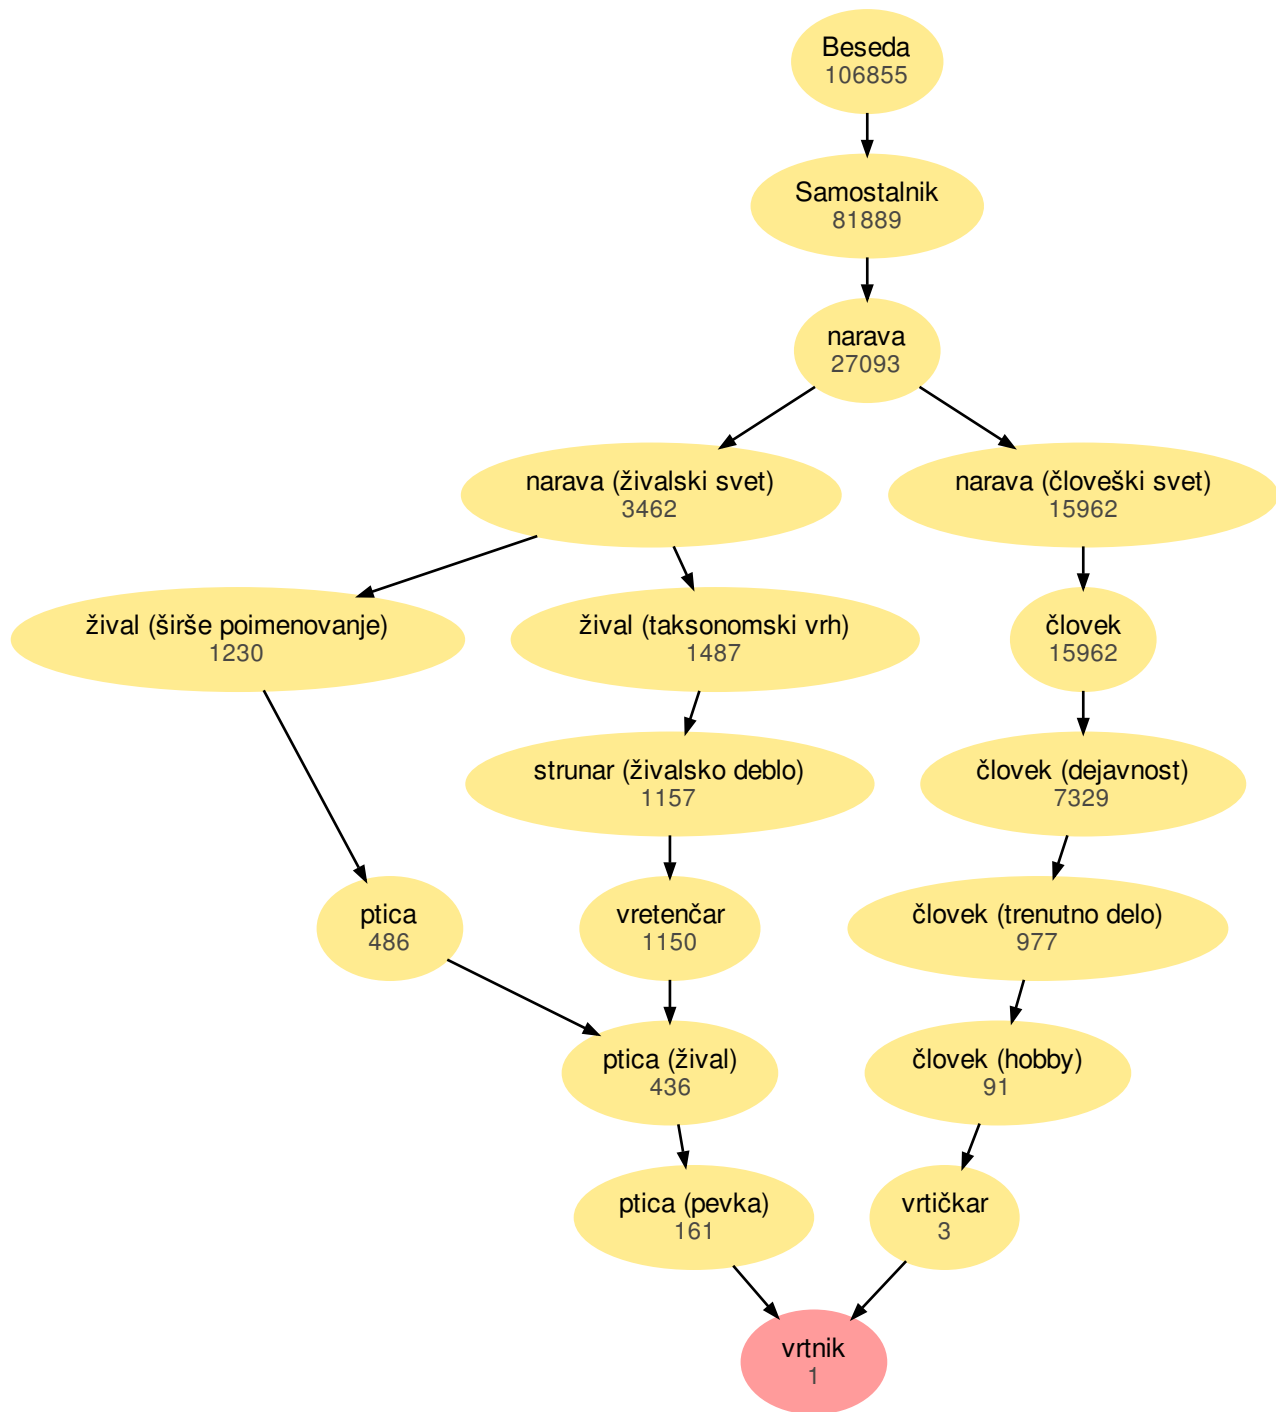 Beseda
106855
Samostalnik
81889
narava
27093
narava (živalski svet)
3462
narava (človeški svet)
15962
žival (širše poimenovanje)
1230
žival (taksonomski vrh)
1487
človek
15962
strunar (živalsko deblo)
1157
človek (dejavnost)
7329
ptica
486
vretenčar
1150
človek (trenutno delo)
977
ptica (žival)
436
človek (hobby)
91
ptica (pevka)
161
vrtičkar
3
vrtnik
1